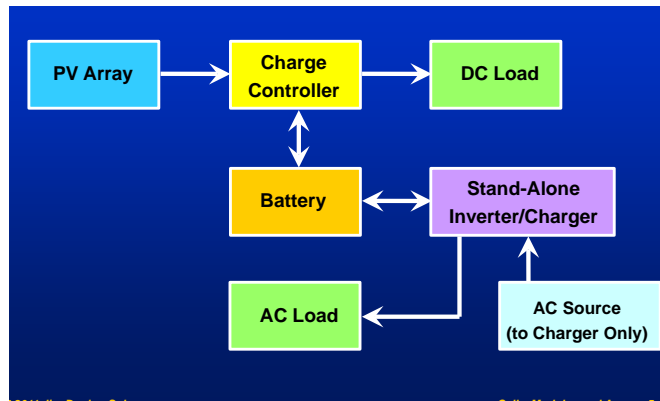 PV Array
Charge
Controller
DC Load
Battery
Stand-Alone
Inverter/Charger
AC Load
AC Source
(to Charger Only)